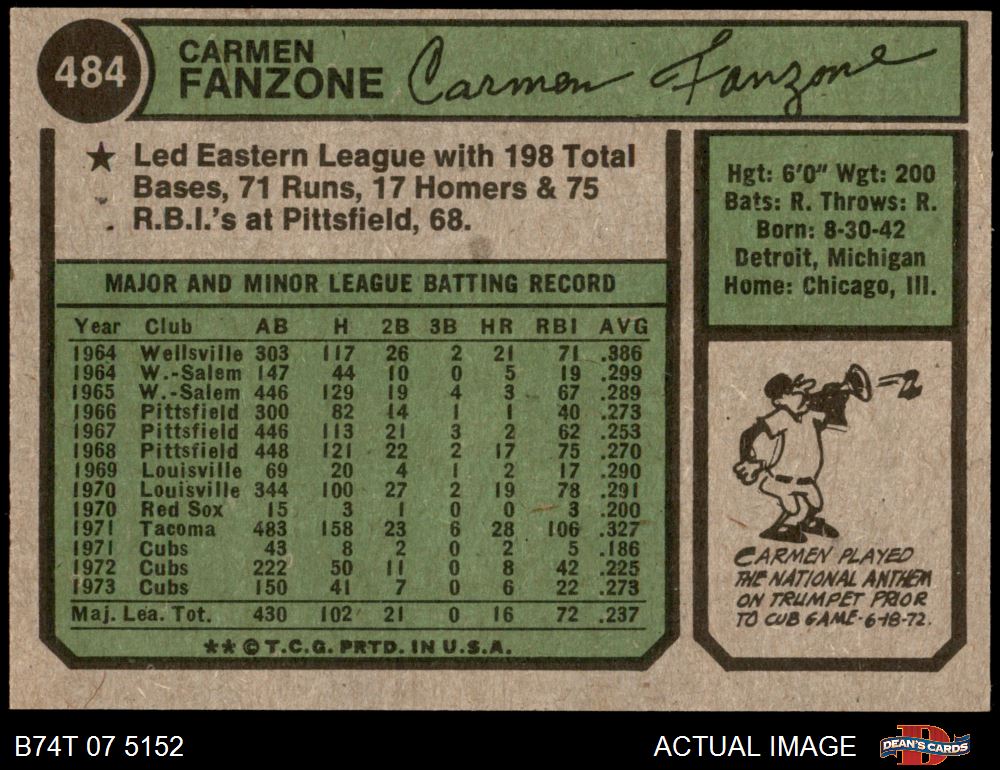 484
CARMEN
FANZONE
Carmen Fanzone
★ Led Eastern League with 198 Total
Bases, 71 Runs, 17 Homers & 75
R.B.I.'s at Pittsfield, 68.
Hgt: 6'0" Wgt: 200
Bats: R. Throws: R.
Born: 8-30-42
Detroit, Michigan
Home: Chicago, Ill.
MAJOR AND MINOR LEAGUE BATTING RECORD
Year Club AB H 2B 3B HR RBI AVG
1964 Wellsville 303 117 26 2 21 71 .386
1964 W.-Salem 147 44 10 0 5 19 .299
1965 W.-Salem 446 129 19 4 3 67 .289
1966 Pittsfield 300 82 14 1 1 40 .273
1967 Pittsfield 446 113 21 3 2 62 .253
1968 Pittsfield 448 121 22 2 17 75 .270
1969 Louisville 69 20 4 1 2 17 .290
1970 Louisville 344 100 27 2 19 78 .291
1970 Red Sox 15 3 1 0 0 3 .200
1971 Tacoma 483 158 23 6 28 106 .327
1971 Cubs 43 8 2 0 2 5 .186
1972 Cubs 222 50 11 0 8 42 .225
1973 Cubs 150 41 7 0 6 22 .273
Maj. Lea. Tot. 430 102 21 0 16 72 .237
** © T.C.G. PRTD. IN U.S.A.
CARMEN PLAYED
THE NATIONAL ANTHEM
ON TRUMPET PRIOR
TO CUB GAME-6-18-72.
B74T 07 5152
ACTUAL IMAGE
D
DEAN'S CARDS